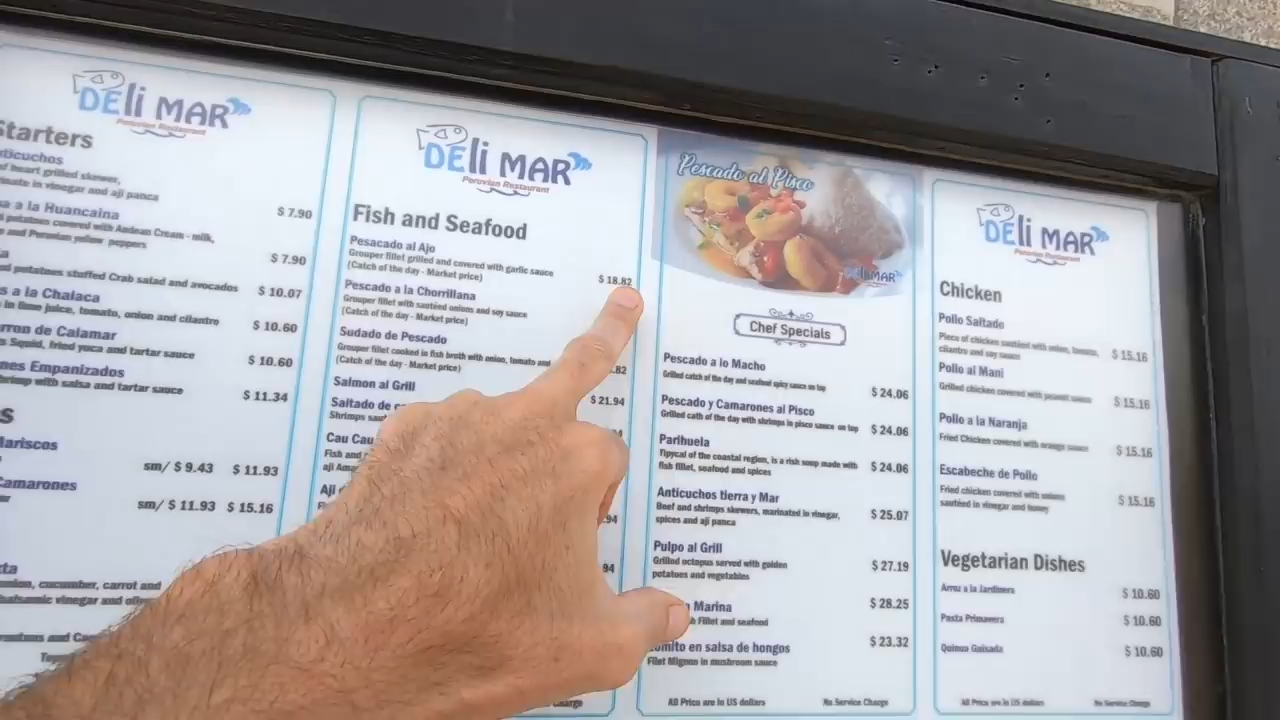 DELI MAR
Peruvian Restaurant
Starters
nticuchos
of heart grilled skewer,
inate in vinegar and aji panca
$ 7.90
a a la Huancaina
potatoes covered with Andean Cream - milk,
and Peruvian yellow peppers
$ 7.90
potatoes stuffed Crab salad and avocados
$ 10.07
s a la Chalaca
in lime juice, tomato, onion and cilantro
$ 10.60
rron de Calamar
Squid, fried yuca and tartar sauce
$ 10.60
nes Empanizados
hrimp with salsa and tartar sauce
$ 11.34
Mariscos
sm/ $ 9.43 $ 11.93
Camarones
sm/ $ 11.93 $ 15.16
onion, cucumber, carrot and
balsamic vinegar and
DELI MAR
Peruvian Restaurant
Fish and Seafood
Pesacado al Ajo
Grouper fillet grilled and covered with garlic sauce
(Catch of the day - Market price)
$ 18.82
Pescado a la Chorrillana
Grouper fillet with sautéed onions and soy sauce
(Catch of the day - Market price)
Sudado de Pescado
Grouper fillet cooked in fish broth with onion, tomato and
(Catch of the day - Market price)
.82
Salmon al Grill
$ 21.94
Saltado de
Shrimps
Cau Cau
Fish and
aji
Aji
.94
94
Charge
Pescado al Pisco
DELI MAR
Chef Specials
Pescado a lo Macho
Grilled catch of the day and seafood spicy sauce on top
$ 24.06
Pescado y Camarones al Pisco
Grilled cath of the day with shrimps in pisco sauce on top
$ 24.06
Parihuela
Tipycal of the coastal region, is a rish soup made with
fish fillet, seafood and spices
$ 24.06
Anticuchos tierra y Mar
Beef and shrimps skewers, marinated in vinegar,
spices and aji panca
$ 25.07
Pulpo al Grill
Grilled octopus served with golden
potatoes and vegetables
$ 27.19
Marina
Fillet and seafood
$ 28.25
omito en salsa de hongos
Filet Mignon in mushroom sauce
$ 23.32
All Price are in US dollars No Service Charge
DELI MAR
Peruvian Restaurant
Chicken
Pollo Saltado
Piece of chicken sautéed with onion, tomato,
cilantro and soy sauce
$ 15.16
Pollo al Mani
Grilled chicken covered with peanut sauce
$ 15.16
Pollo a la Naranja
Fried Chicken covered with orange sauce
$ 15.16
Escabeche de Pollo
Fried chicken covered with onions
sautéed in vinegar and honey
$ 15.16
Vegetarian Dishes
Arroz a la Jardinera
$ 10.60
Pasta Primavera
$ 10.60
Quinua Guisada
$ 10.60
All Price are in US dollars No Service Charge